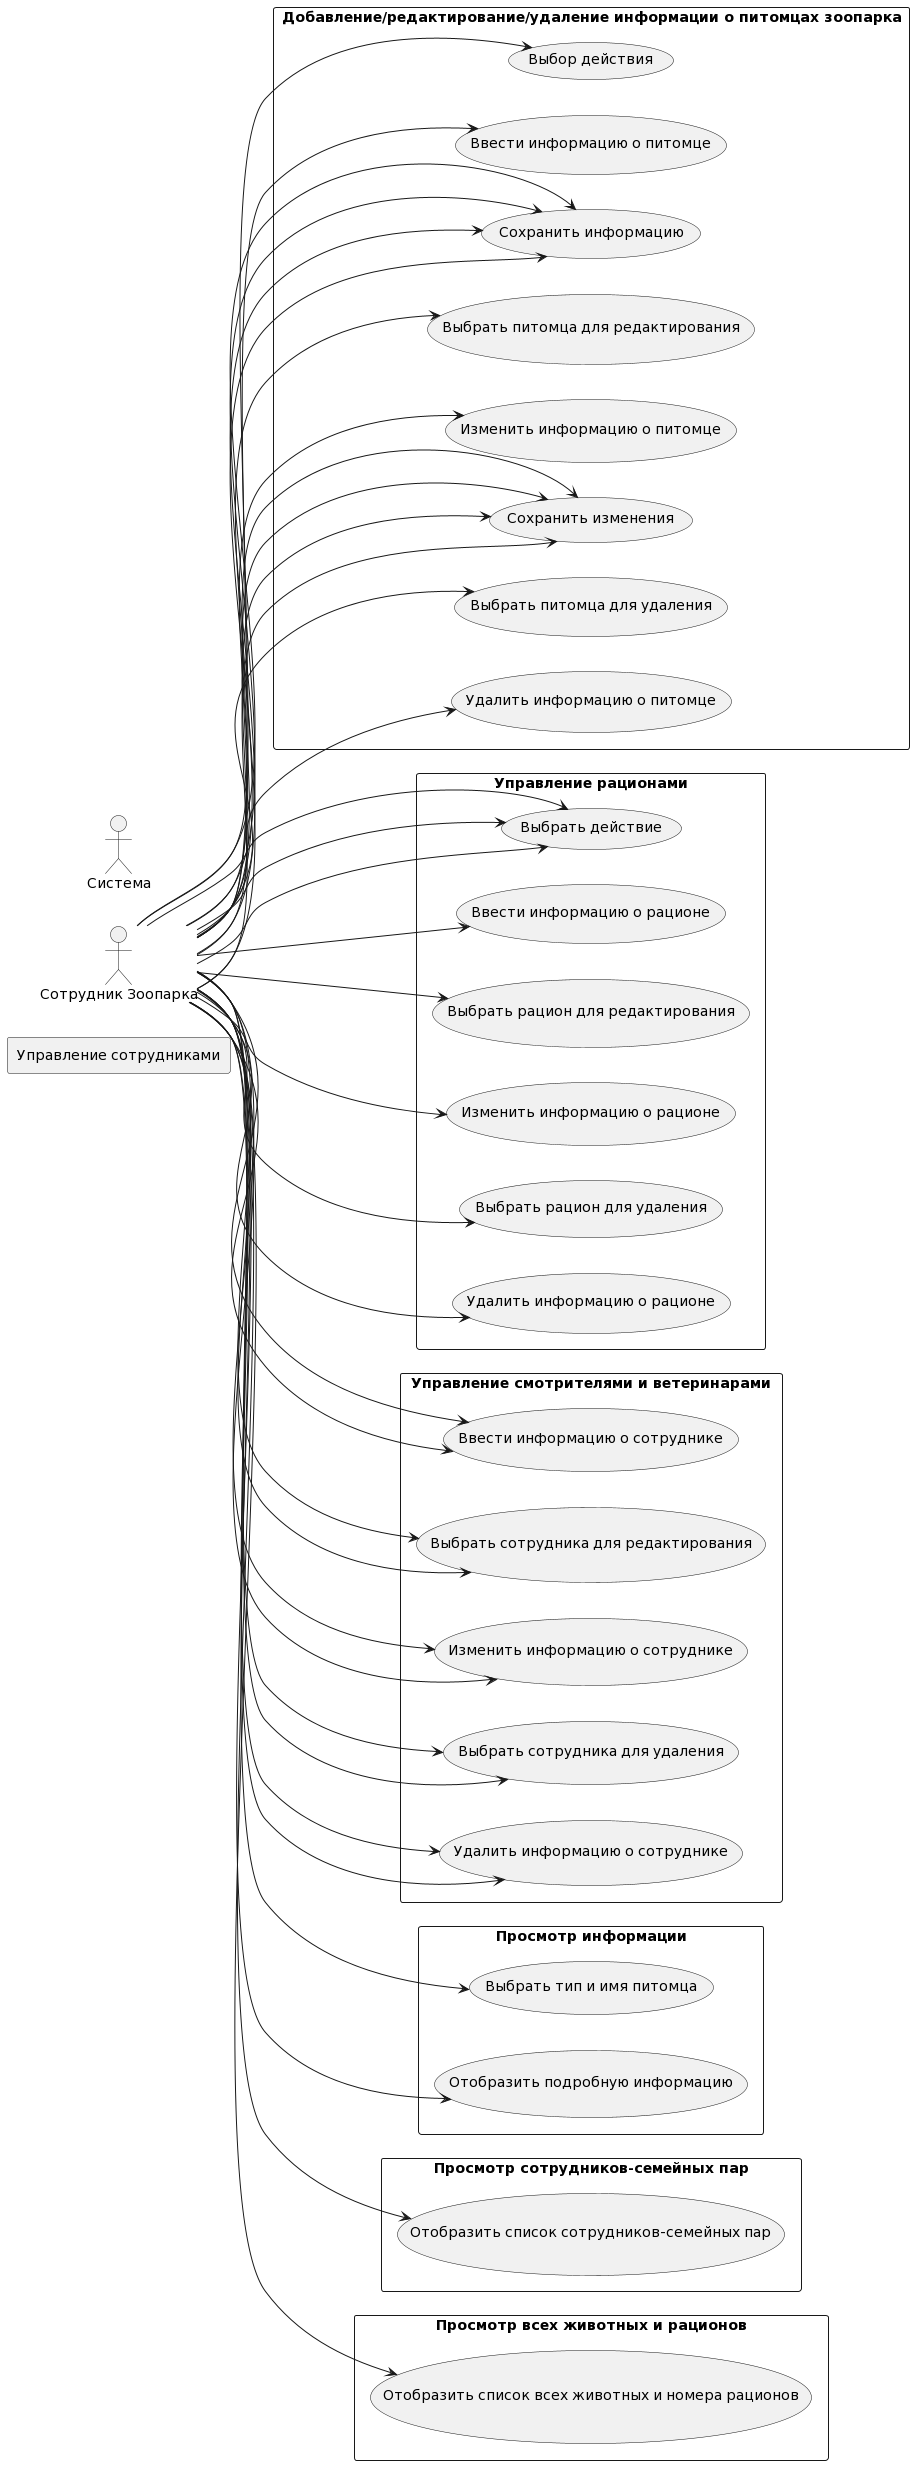 Добавление/редактирование/удаление информации о питомцах зоопарка
Выбор действия
Ввести информацию о питомце
Сохранить информацию
Выбрать питомца для редактирования
Изменить информацию о питомце
Сохранить изменения
Выбрать питомца для удаления
Удалить информацию о питомце
Управление рационами
Выбрать действие
Система
Ввести информацию о рационе
Сотрудник Зоопарка
Выбрать рацион для редактирования
Управление сотрудниками
Изменить информацию о рационе
Выбрать рацион для удаления
Удалить информацию о рационе
Управление смотрителями и ветеринарами
Ввести информацию о сотруднике
Выбрать сотрудника для редактирования
Изменить информацию о сотруднике
Выбрать сотрудника для удаления
Удалить информацию о сотруднике
Просмотр информации
Выбрать тип и имя питомца
Отобразить подробную информацию
Просмотр сотрудников-семейных пар
Отобразить список сотрудников-семейных пар
Просмотр всех животных и рационов
Отобразить список всех животных и номера рационов